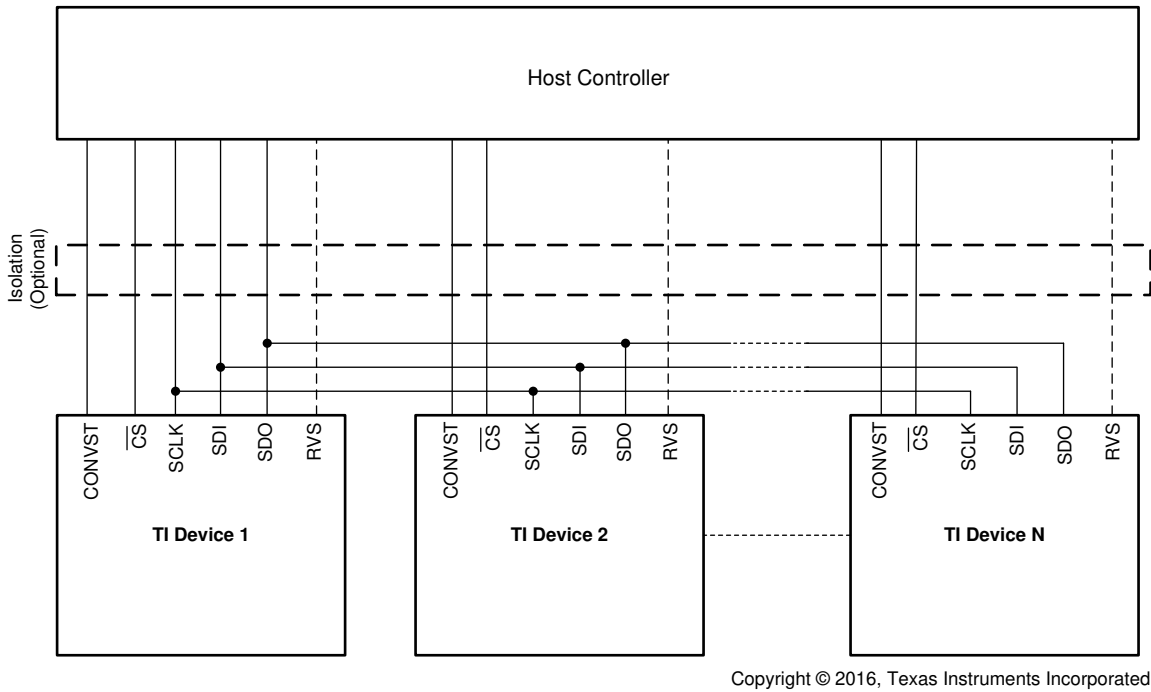 Host Controller
Isolation
(Optional)
CONVST
CS
SCLK
SDI
SDO
RVS
CONVST
CS
SCLK
SDI
SDO
RVS
CONVST
CS
SCLK
SDI
SDO
RVS
TI Device 1
TI Device 2
TI Device N
Copyright © 2016, Texas Instruments Incorporated